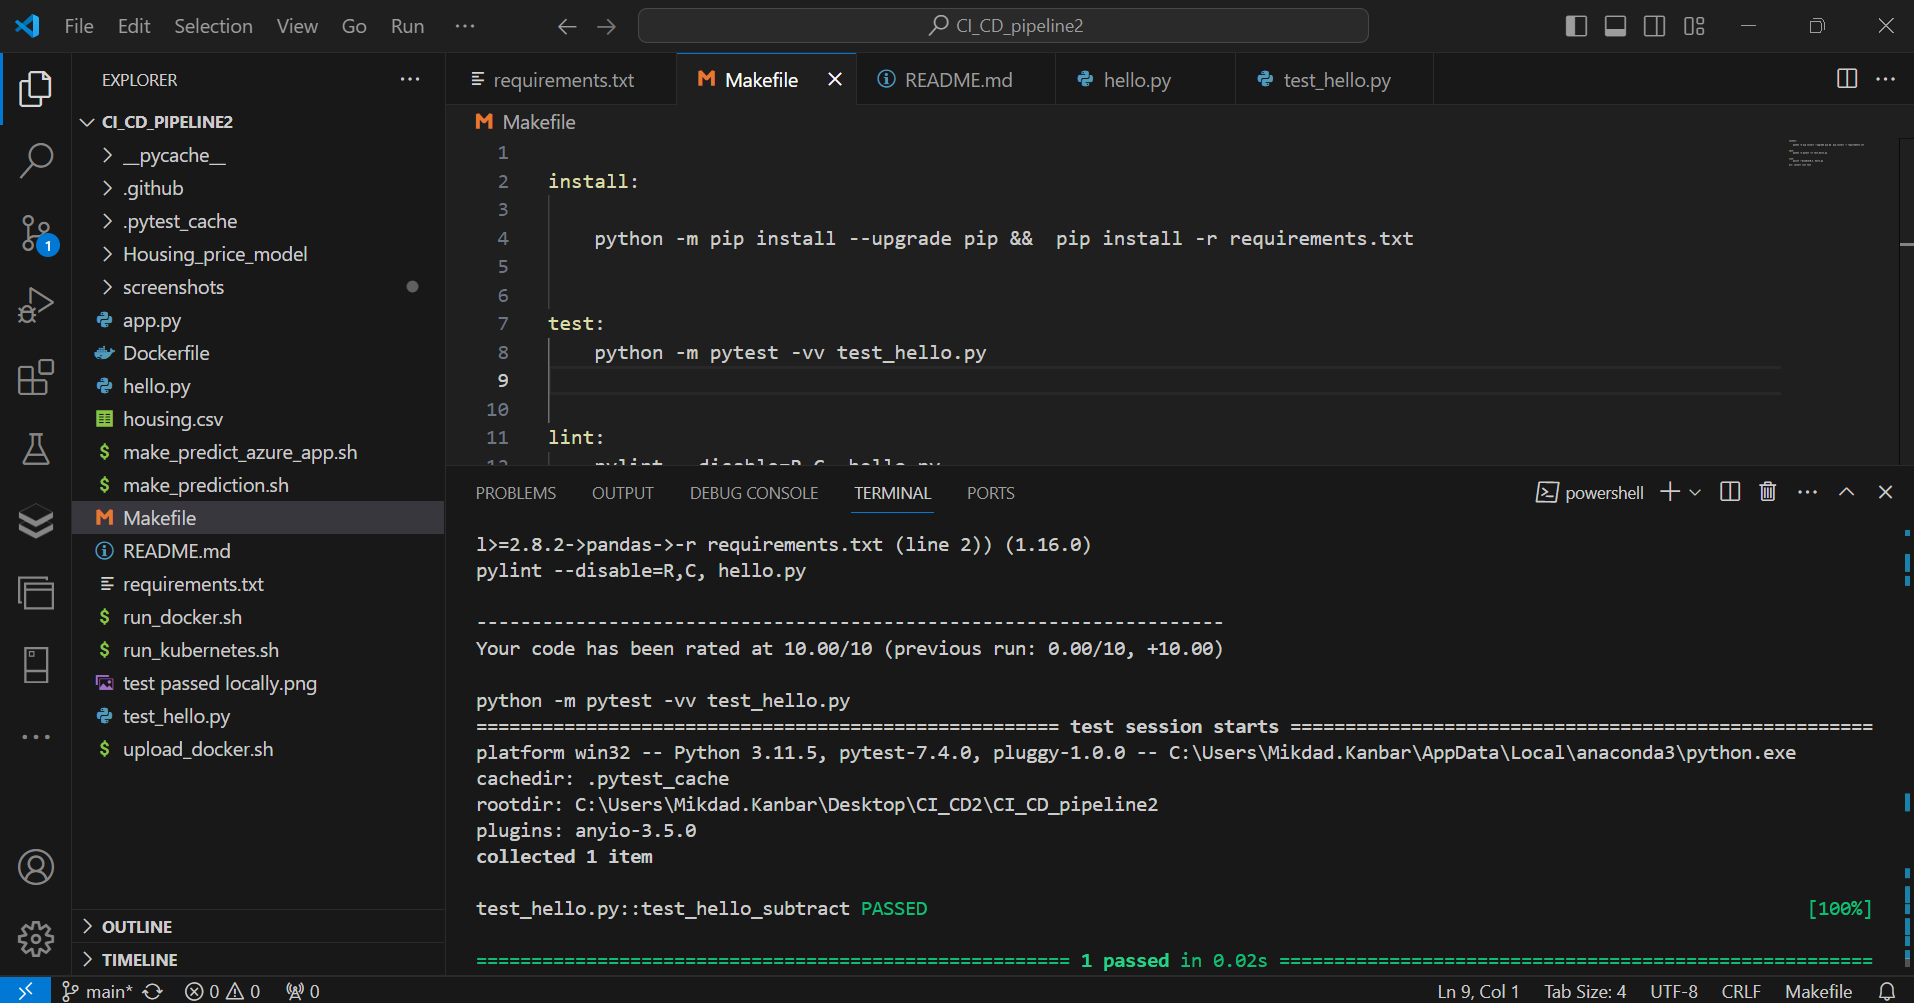 File Edit Selection View Go Run ··· CI_CD_pipeline2
EXPLORER ···
CI_CD_PIPELINE2
__pycache__
.github
.pytest_cache
Housing_price_model
screenshots
app.py
Dockerfile
hello.py
housing.csv
make_predict_azure_app.sh
make_prediction.sh
Makefile
README.md
requirements.txt
run_docker.sh
run_kubernetes.sh
test passed locally.png
test_hello.py
upload_docker.sh
OUTLINE
TIMELINE
1
requirements.txt Makefile README.md hello.py test_hello.py
Makefile
1
2 install:
3
4 python -m pip install --upgrade pip &&  pip install -r requirements.txt
5
6
7 test:
8 python -m pytest -vv test_hello.py
9
10
11 lint:
12 pylint --disable=R,C, hello.py
PROBLEMS OUTPUT DEBUG CONSOLE TERMINAL PORTS powershell
l>=2.8.2->pandas->-r requirements.txt (line 2)) (1.16.0)
pylint --disable=R,C, hello.py
--------------------------------------------------------------------
Your code has been rated at 10.00/10 (previous run: 0.00/10, +10.00)
python -m pytest -vv test_hello.py
===================================================== test session starts =====================================================
platform win32 -- Python 3.11.5, pytest-7.4.0, pluggy-1.0.0 -- C:\Users\Mikdad.Kanbar\AppData\Local\anaconda3\python.exe
cachedir: .pytest_cache
rootdir: C:\Users\Mikdad.Kanbar\Desktop\CI_CD2\CI_CD_pipeline2
plugins: anyio-3.5.0
collected 1 item
test_hello.py::test_hello_subtract PASSED [100%]
====================================================== 1 passed in 0.02s ======================================================
main* 0 0 0 Ln 9, Col 1 Tab Size: 4 UTF-8 CRLF Makefile